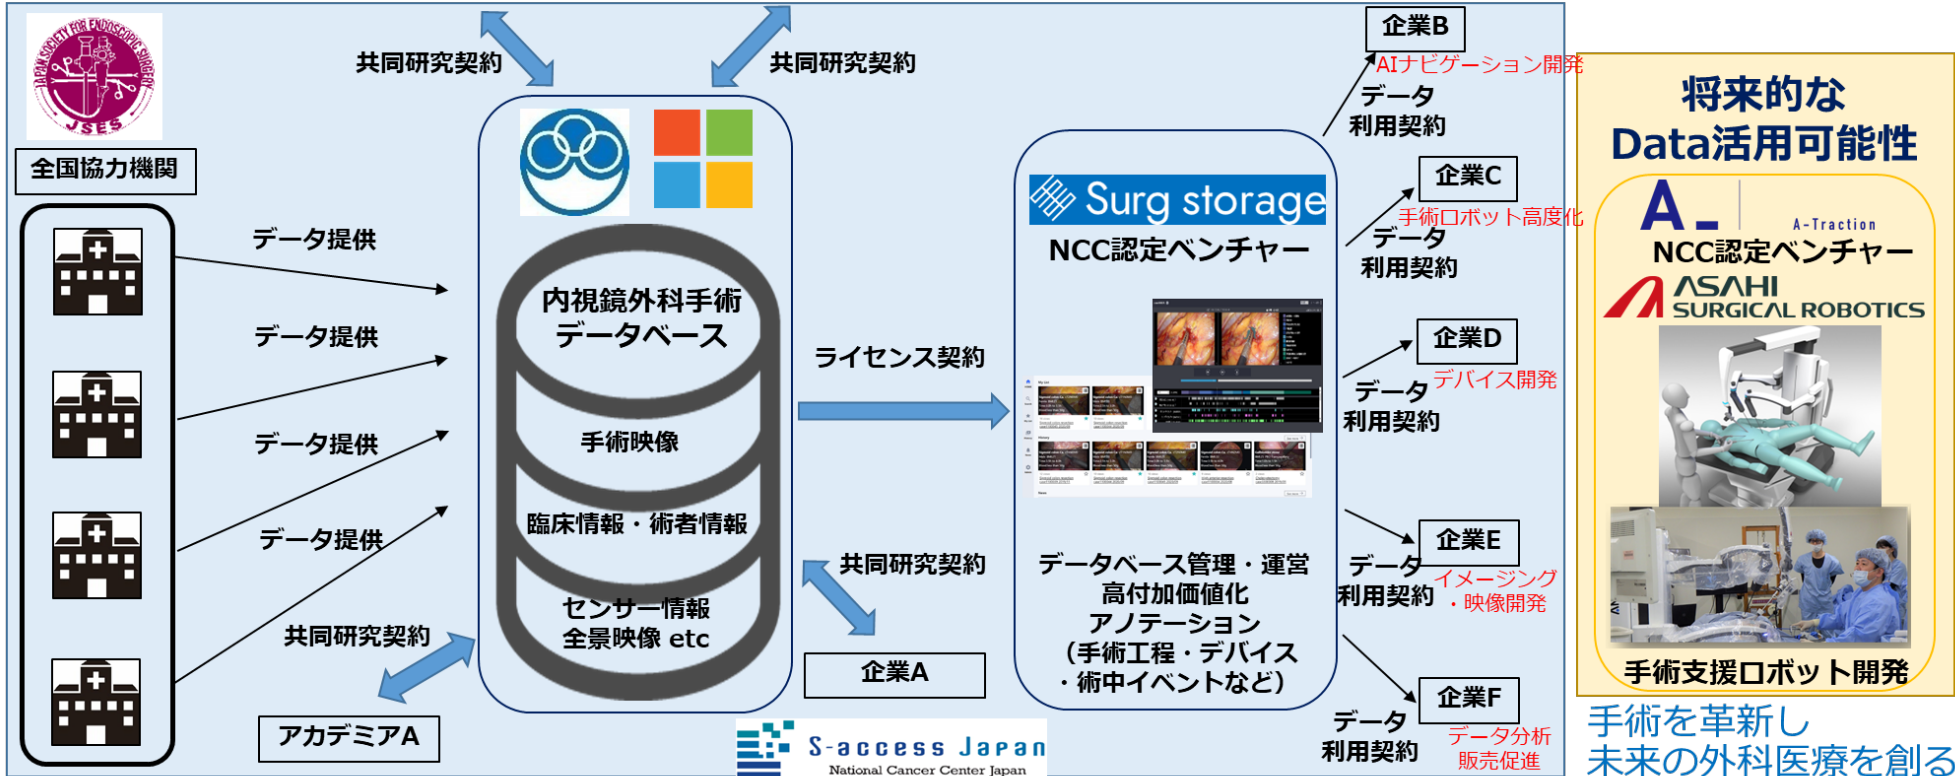 JAPAN SOCIETY FOR ENDOSCOPIC SURGERY
JSES
全国協力機関
データ提供
データ提供
データ提供
データ提供
共同研究契約
アカデミアA
共同研究契約
共同研究契約
内視鏡外科手術
データベース
手術映像
臨床情報・術者情報
センサー情報
全景映像 etc
共同研究契約
企業A
S-access Japan
National Cancer Center Japan
ライセンス契約
Surg storage
NCC認定ベンチャー
データベース管理・運営
高付加価値化
アノテーション
(手術工程・デバイス
・術中イベントなど)
企業B
AIナビゲーション開発
データ
利用契約
企業C
手術ロボット高度化
データ
利用契約
企業D
デバイス開発
データ
利用契約
企業E
イメージング
・映像開発
データ
利用契約
企業F
データ分析
販売促進
データ
利用契約
将来的な
Data活用可能性
A-Traction
NCC認定ベンチャー
ASAHI
SURGICAL ROBOTICS
手術支援ロボット開発
手術を革新し
未来の外科医療を創る